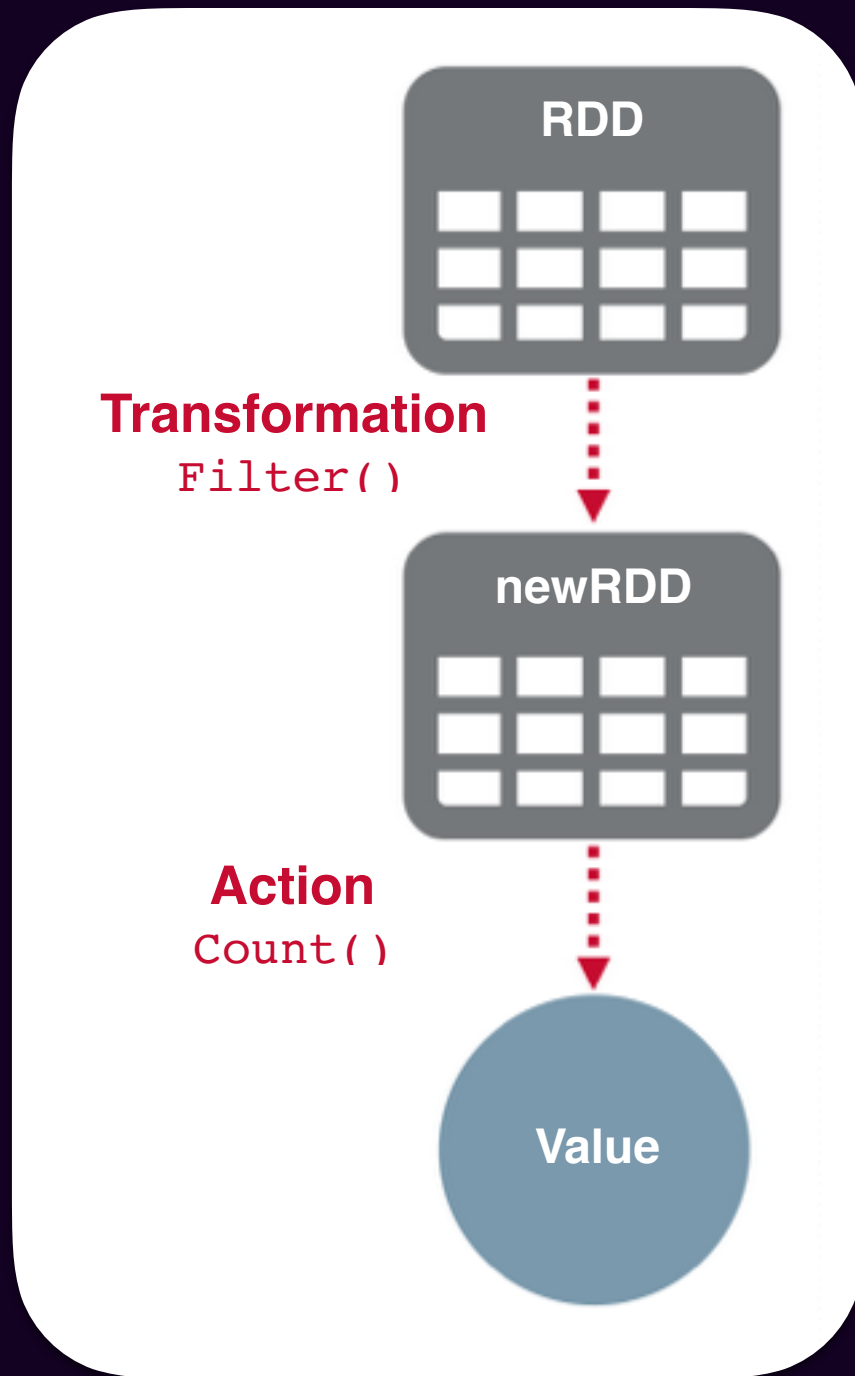 RDD
Transformation
Filter()
newRDD
Action
Count()
Value